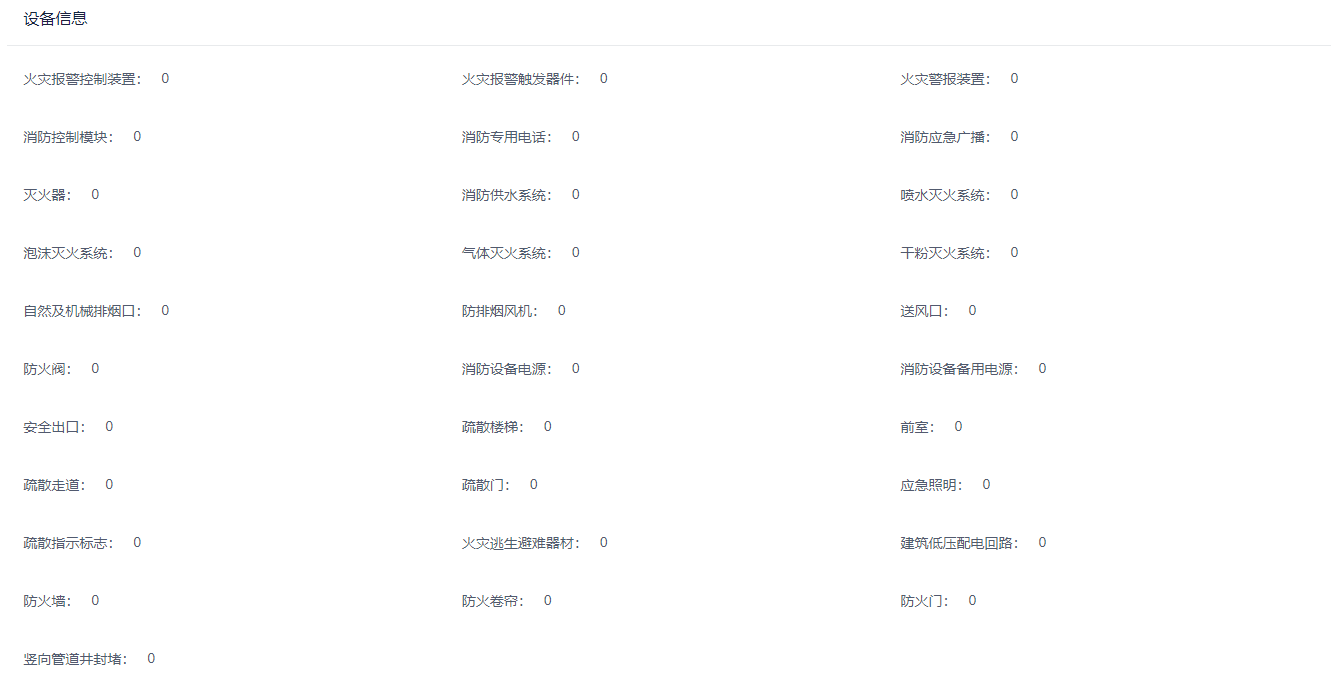 设备信息
火灾报警控制装置： 0 火灾报警触发器件： 0 火灾警报装置： 0
消防控制模块： 0 消防专用电话： 0 消防应急广播： 0
灭火器： 0 消防供水系统： 0 喷水灭火系统： 0
泡沫灭火系统： 0 气体灭火系统： 0 干粉灭火系统： 0
自然及机械排烟口： 0 防排烟风机： 0 送风口： 0
防火阀： 0 消防设备电源： 0 消防设备备用电源： 0
安全出口： 0 疏散楼梯： 0 前室： 0
疏散走道： 0 疏散门： 0 应急照明： 0
疏散指示标志： 0 火灾逃生避难器材： 0 建筑低压配电回路： 0
防火墙： 0 防火卷帘： 0 防火门： 0
竖向管道井封堵： 0